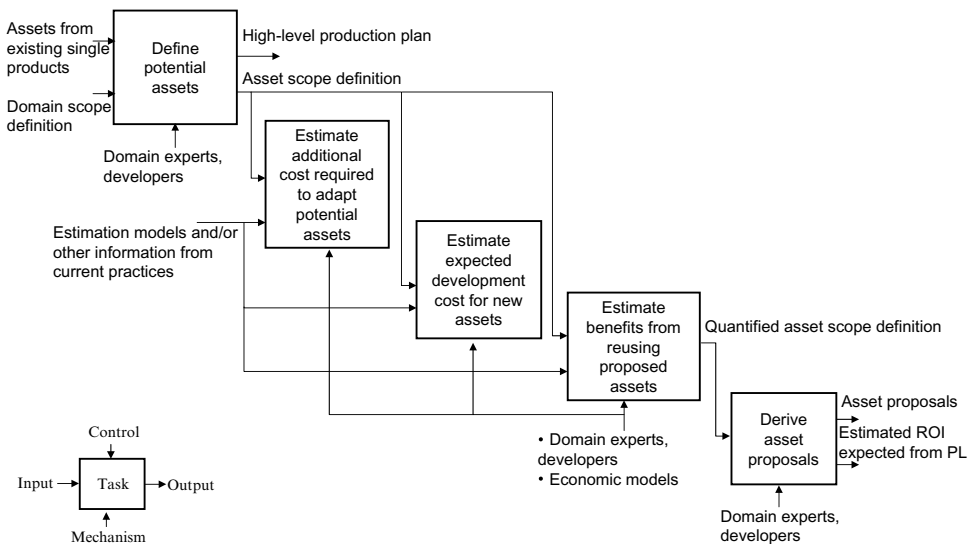 Assets from
existing single
products
Domain scope
definition
Define
potential
assets
High-level production plan
Asset scope definition
Domain experts,
developers
Estimate
additional
cost required
to adapt
potential
assets
Estimation models and/or
other information from
current practices
Estimate
expected
development
cost for new
assets
Estimate
benefits from
reusing
proposed
assets
Quantified asset scope definition
• Domain experts,
developers
• Economic models
Derive
asset
proposals
Asset proposals
Estimated ROI
expected from PL
Domain experts,
developers
Control
Input
Task
Output
Mechanism